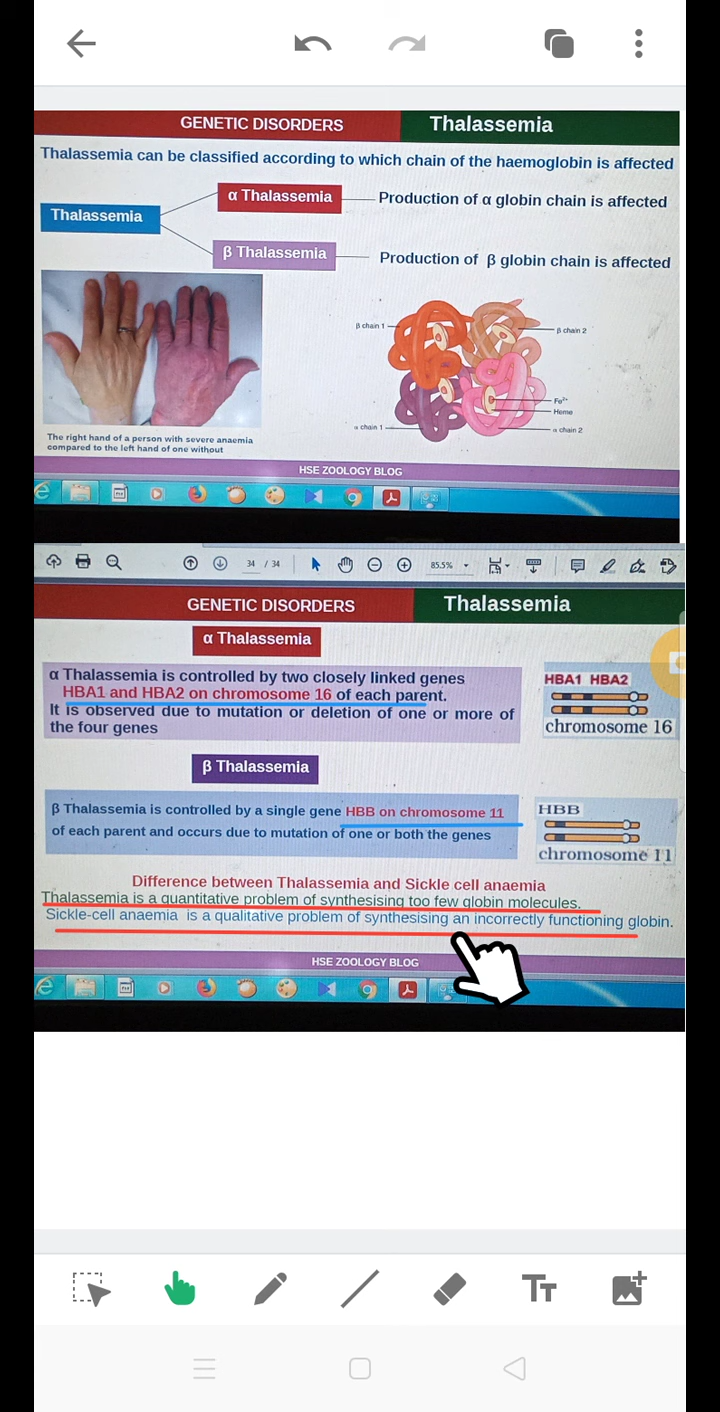 GENETIC DISORDERS
Thalassemia
Thalassemia can be classified according to which chain of the haemoglobin is affected
Thalassemia
α Thalassemia
Production of α globin chain is affected
β Thalassemia
Production of β globin chain is affected
β chain 1
β chain 2
Fe²⁺
Heme
α chain 1
α chain 2
The right hand of a person with severe anaemia
compared to the left hand of one without
HSE ZOOLOGY BLOG
34 / 34
85.5%
GENETIC DISORDERS
Thalassemia
α Thalassemia
α Thalassemia is controlled by two closely linked genes
HBA1 and HBA2 on chromosome 16 of each parent.
It is observed due to mutation or deletion of one or more of
the four genes
HBA1 HBA2
chromosome 16
β Thalassemia
β Thalassemia is controlled by a single gene HBB on chromosome 11
of each parent and occurs due to mutation of one or both the genes
HBB
chromosome 11
Difference between Thalassemia and Sickle cell anaemia
Thalassemia is a quantitative problem of synthesising too few globin molecules.
Sickle-cell anaemia is a qualitative problem of synthesising an incorrectly functioning globin.
HSE ZOOLOGY BLOG
TT